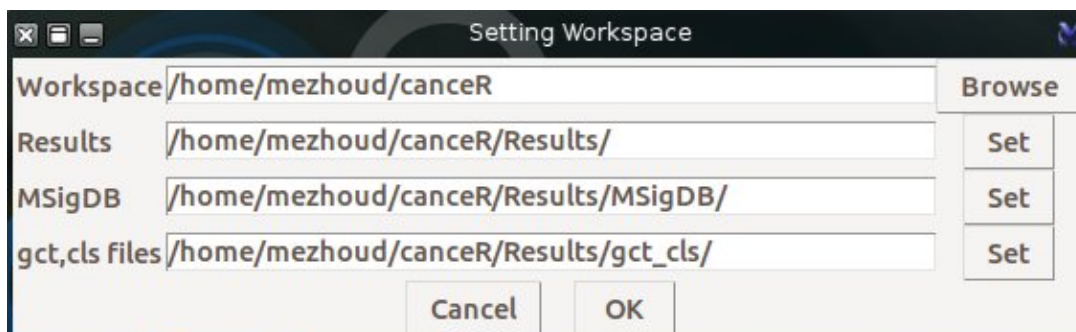 Setting Workspace
Workspace /home/mezhoud/canceR Browse
Results /home/mezhoud/canceR/Results/ Set
MSigDB /home/mezhoud/canceR/Results/MSigDB/ Set
gct,cls files /home/mezhoud/canceR/Results/gct_cls/ Set
Cancel OK